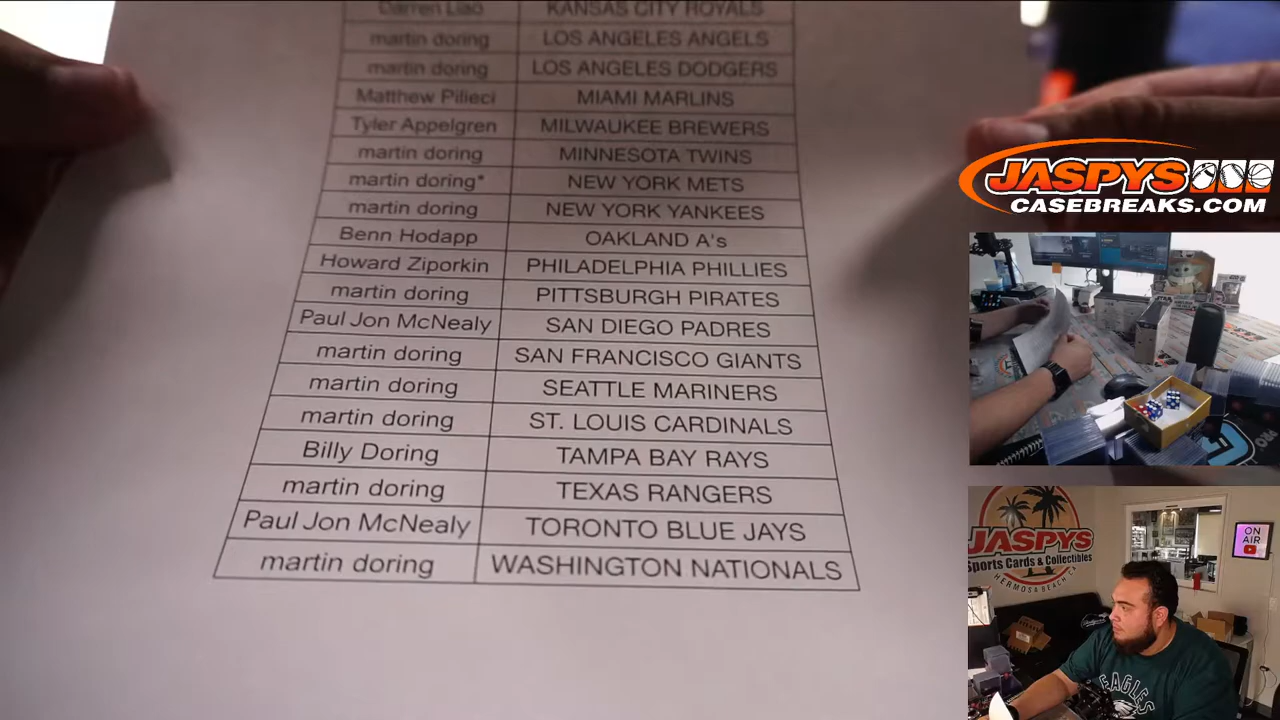 Darren Liao KANSAS CITY ROYALS
martin doring LOS ANGELES ANGELS
martin doring LOS ANGELES DODGERS
Matthew Pilieci MIAMI MARLINS
Tyler Appelgren MILWAUKEE BREWERS
martin doring MINNESOTA TWINS
martin doring* NEW YORK METS
martin doring NEW YORK YANKEES
Benn Hodapp OAKLAND A's
Howard Ziporkin PHILADELPHIA PHILLIES
martin doring PITTSBURGH PIRATES
Paul Jon McNealy SAN DIEGO PADRES
martin doring SAN FRANCISCO GIANTS
martin doring SEATTLE MARINERS
martin doring ST. LOUIS CARDINALS
Billy Doring TAMPA BAY RAYS
martin doring TEXAS RANGERS
Paul Jon McNealy TORONTO BLUE JAYS
martin doring WASHINGTON NATIONALS
JASPYS
CASEBREAKS.COM
JASPYS
Sports Cards & Collectibles
HERMOSA BEACH, CA
ON
AIR
EAGLES